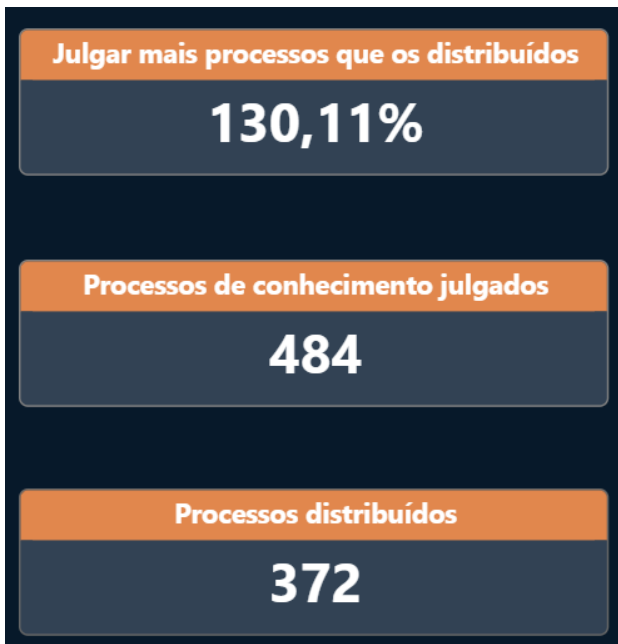 Julgar mais processos que os distribuídos
130,11%
Processos de conhecimento julgados
484
Processos distribuídos
372